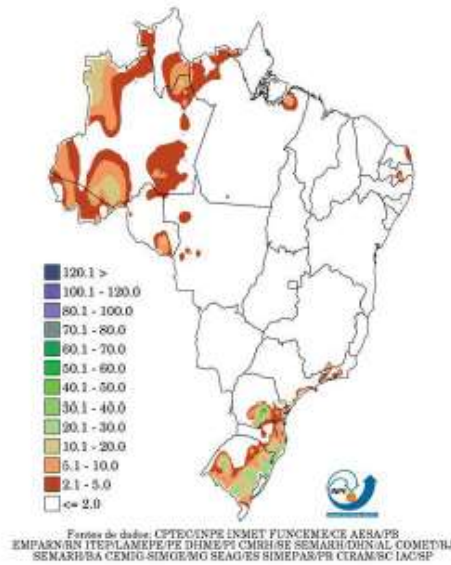 120.1 >
100.1 - 120.0
80.1 - 100.0
70.1 - 80.0
60.1 - 70.0
50.1 - 60.0
40.1 - 50.0
30.1 - 40.0
20.1 - 30.0
10.1 - 20.0
5.1 - 10.0
2.1 - 5.0
<= 2.0
Fontes de dados: CPTEC/INPE INMET FUNCEME/CE AESA/PB
EMPARN/RN ITEP/LAMEPE/PE DHME/PI CMRH/SE SEMARH/DHN/AL COMET/RJ
SEMARH/BA CEMIG-SIMGE/MG SEAG/ES SIMEPAR/PR CIRAM/SC IAC/SP